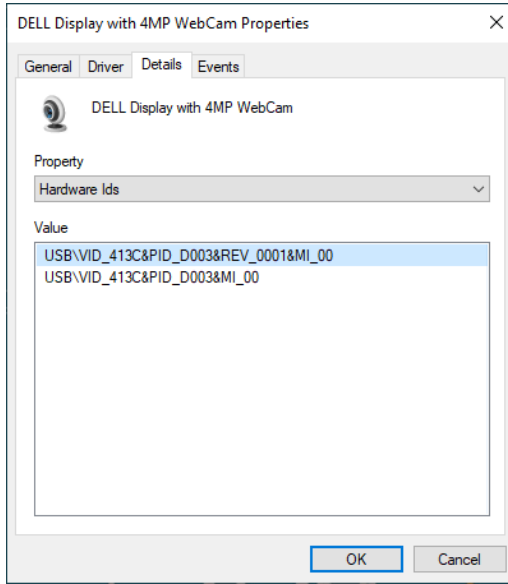 DELL Display with 4MP WebCam Properties
General Driver Details Events
DELL Display with 4MP WebCam
Property
Hardware Ids
Value
USB\VID_413C&PID_D003&REV_0001&MI_00
USB\VID_413C&PID_D003&MI_00
OK Cancel